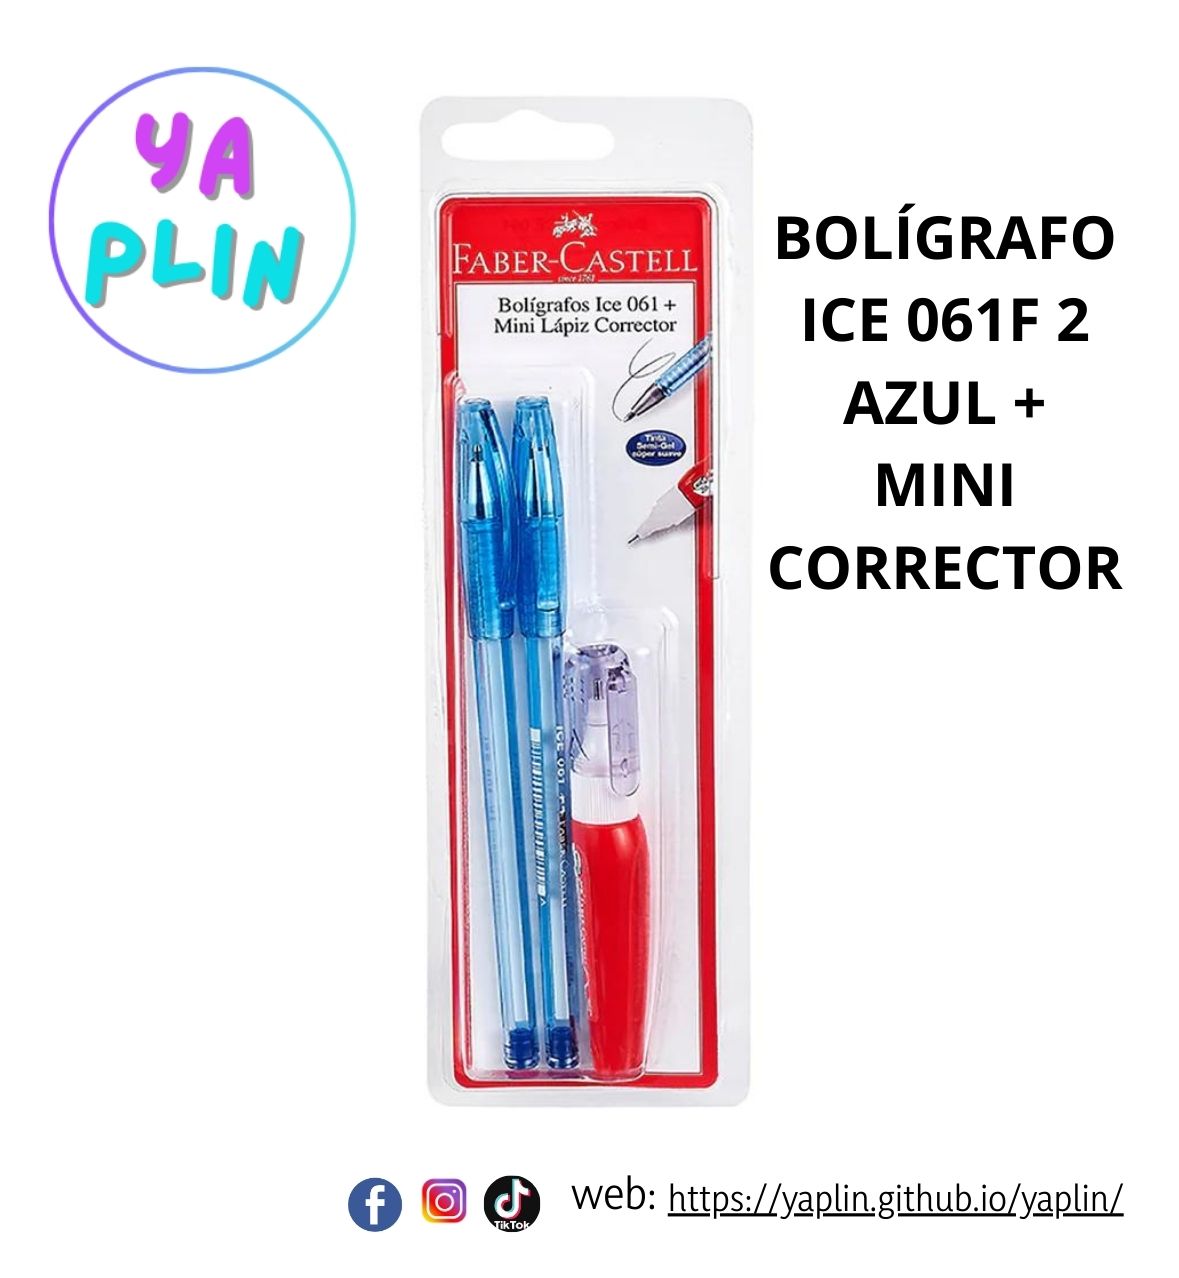 YA
PLIN
FABER-CASTELL
since 1761
Bolígrafos Ice 061 +
Mini Lápiz Corrector
Tinta
Semi-Gel
súper suave
ICE 061
BOLÍGRAFO
ICE 061F 2
AZUL +
MINI
CORRECTOR
TikTok
web: https://yaplin.github.io/yaplin/